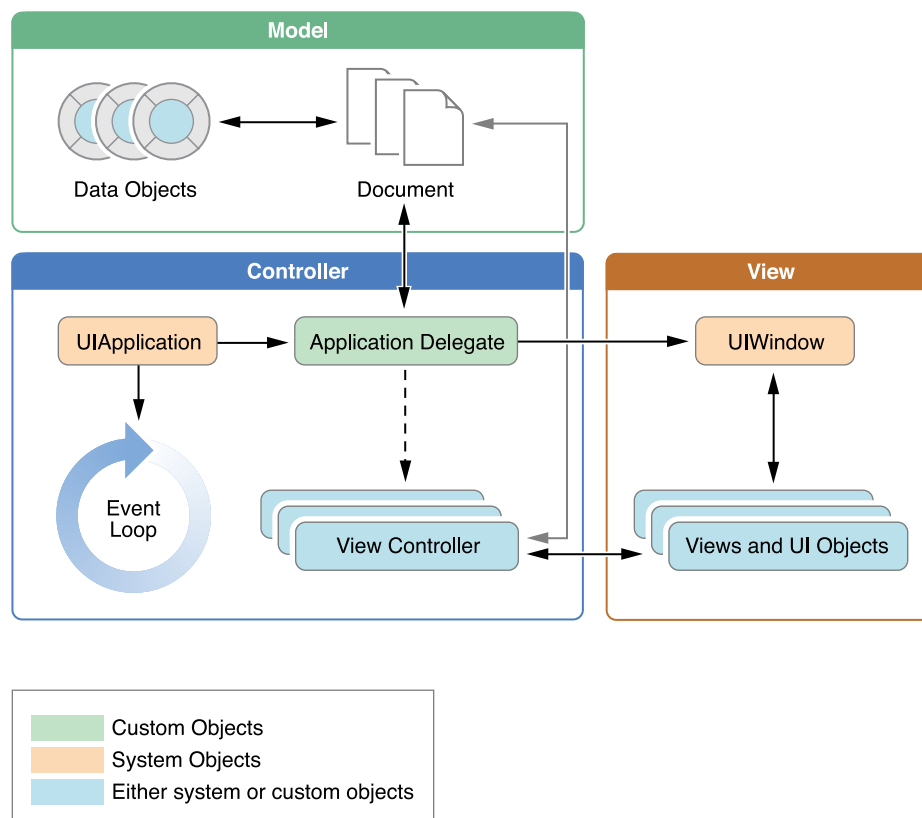 Model
Data Objects
Document
Controller
View
UIApplication
Application Delegate
UIWindow
Event
Loop
View Controller
Views and UI Objects
Custom Objects
System Objects
Either system or custom objects